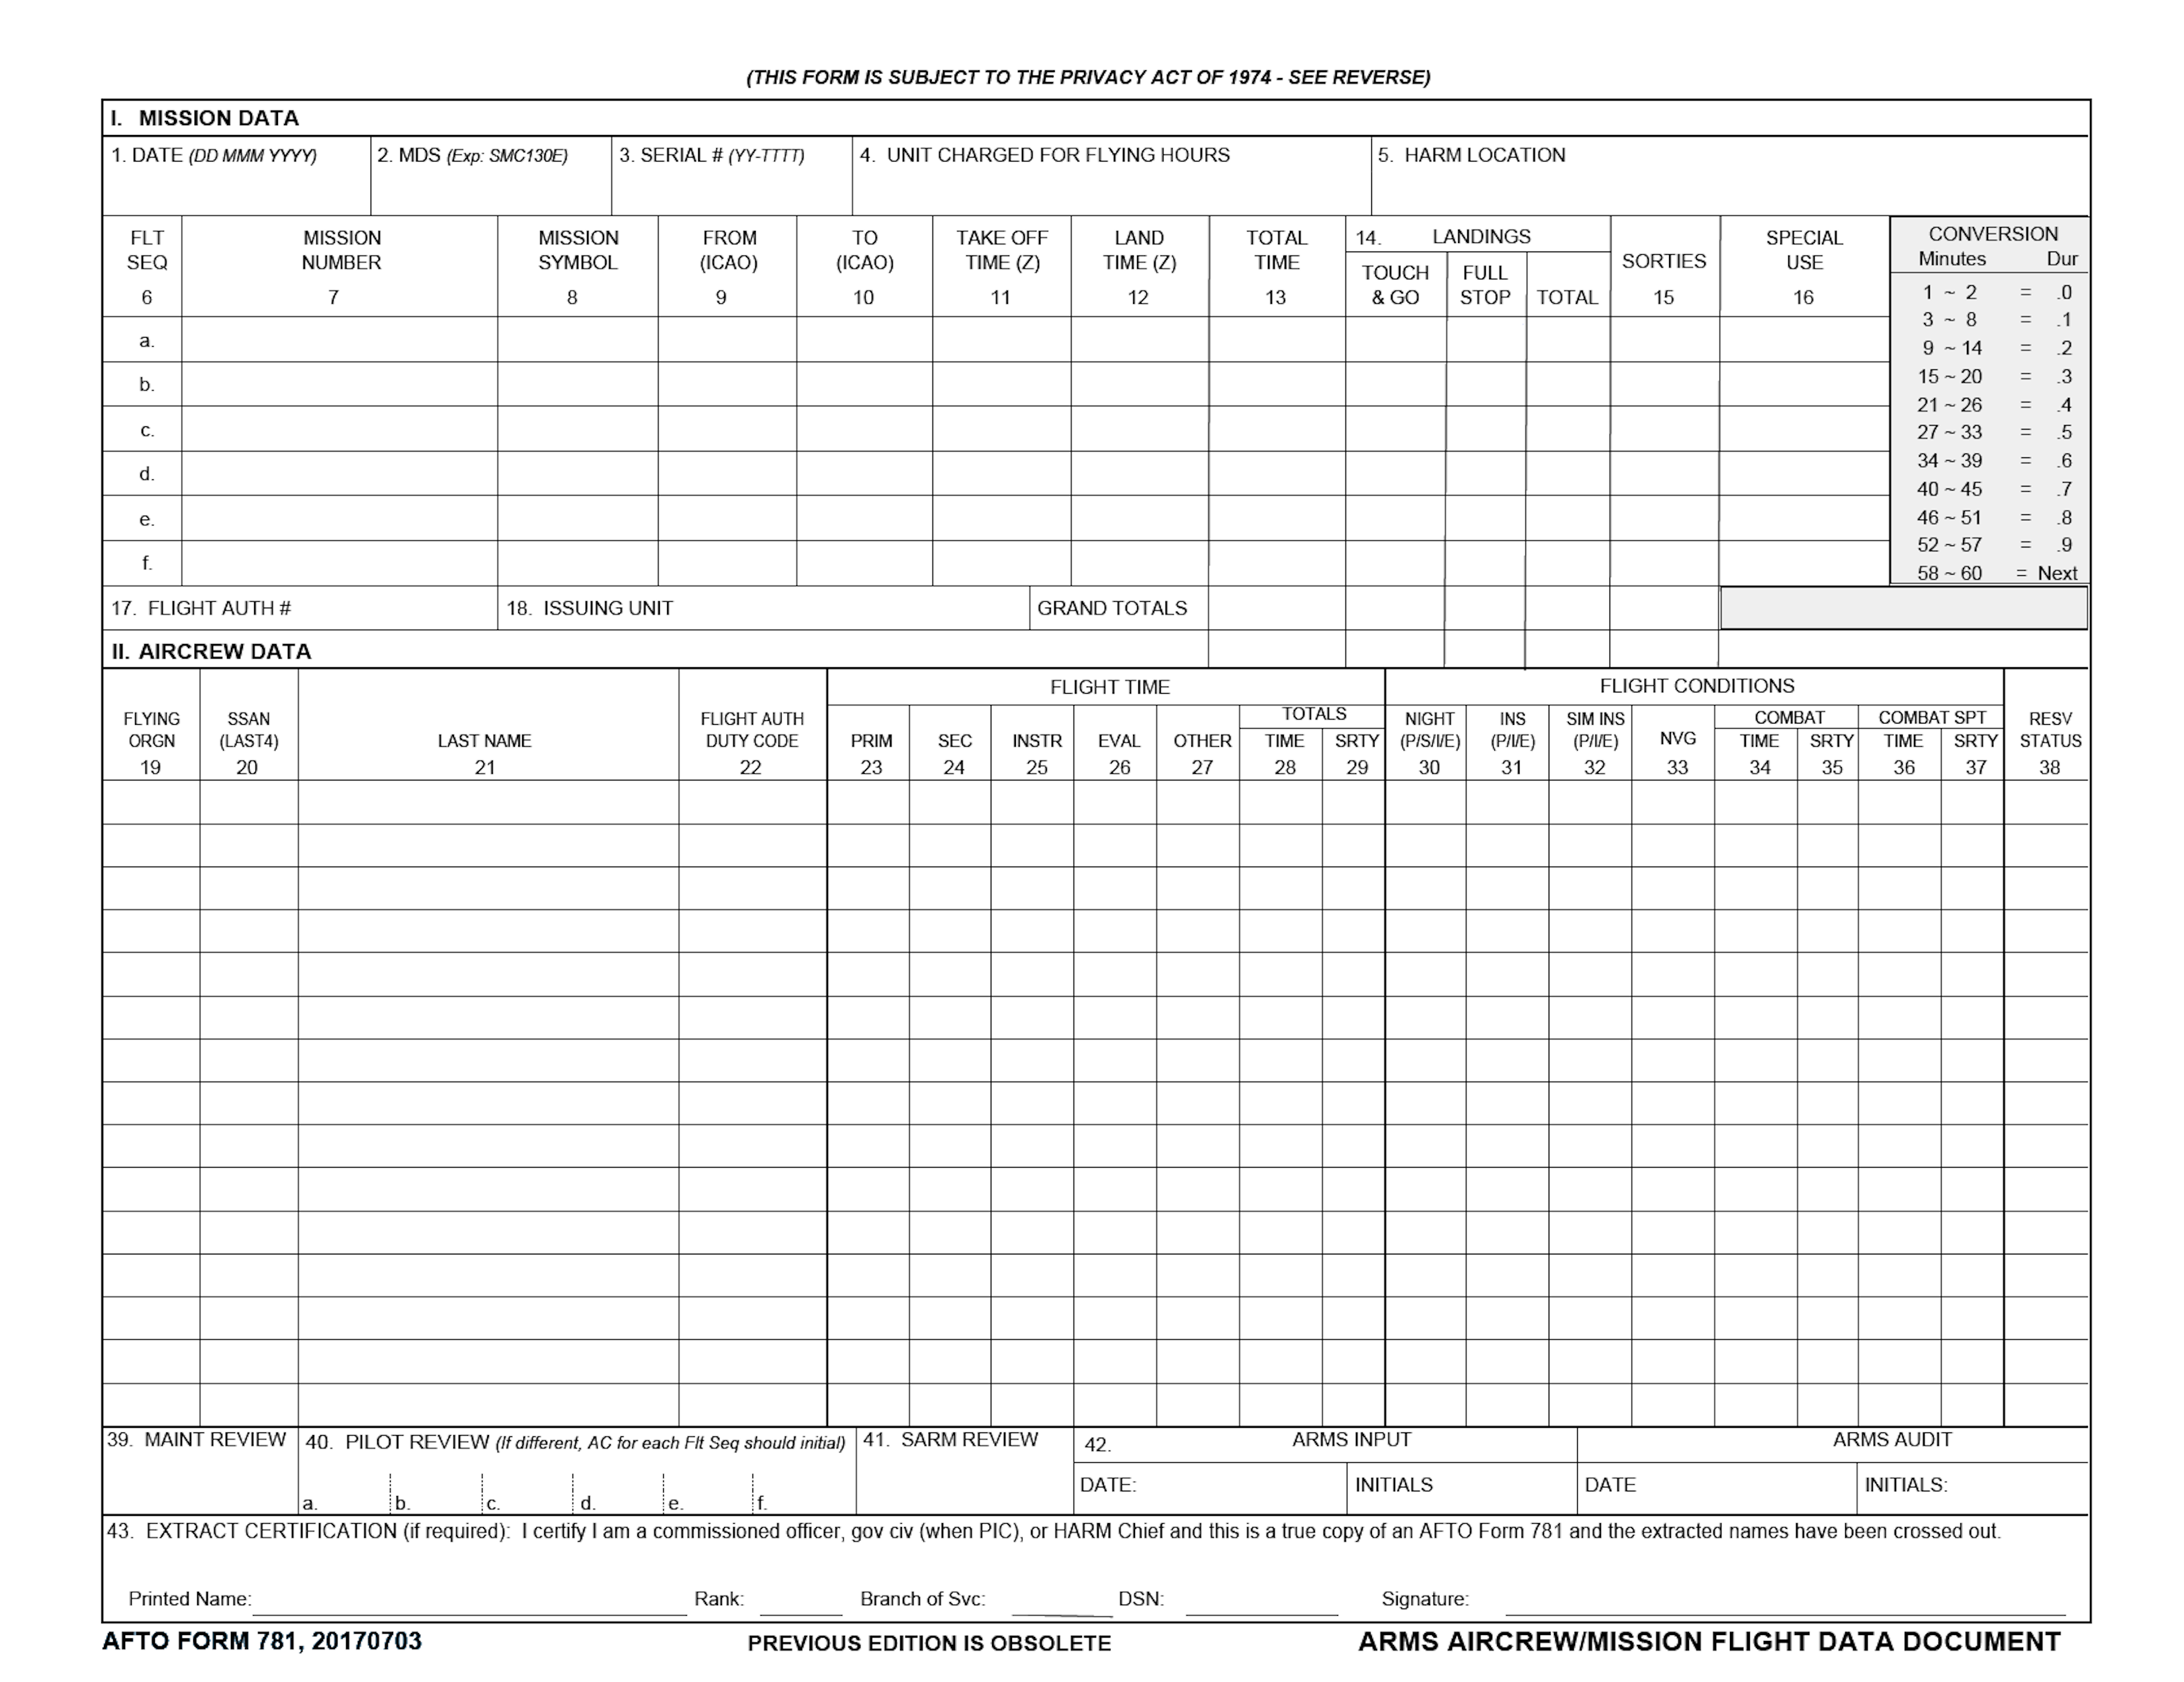 (THIS FORM IS SUBJECT TO THE PRIVACY ACT OF 1974 - SEE REVERSE)
I. MISSION DATA
1. DATE (DD MMM YYYY)
2. MDS (Exp: SMC130E)
3. SERIAL # (YY-TTTT)
4. UNIT CHARGED FOR FLYING HOURS
5. HARM LOCATION
FLT SEQ 6
MISSION NUMBER 7
MISSION SYMBOL 8
FROM (ICAO) 9
TO (ICAO) 10
TAKE OFF TIME (Z) 11
LAND TIME (Z) 12
TOTAL TIME 13
14. LANDINGS
TOUCH & GO
FULL STOP
TOTAL
SORTIES 15
SPECIAL USE 16
CONVERSION
Minutes Dur
1 ~ 2 = .0
3 ~ 8 = .1
9 ~ 14 = .2
15 ~ 20 = .3
21 ~ 26 = .4
27 ~ 33 = .5
34 ~ 39 = .6
40 ~ 45 = .7
46 ~ 51 = .8
52 ~ 57 = .9
58 ~ 60 = Next
a.
b.
c.
d.
e.
f.
17. FLIGHT AUTH #
18. ISSUING UNIT
GRAND TOTALS
II. AIRCREW DATA
FLYING ORGN 19
SSAN (LAST4) 20
LAST NAME 21
FLIGHT AUTH DUTY CODE 22
FLIGHT TIME
PRIM 23
SEC 24
INSTR 25
EVAL 26
OTHER 27
TOTALS
TIME 28
SRTY 29
FLIGHT CONDITIONS
NIGHT (P/S/I/E) 30
INS (P/I/E) 31
SIM INS (P/I/E) 32
NVG 33
COMBAT
TIME 34
SRTY 35
COMBAT SPT
TIME 36
SRTY 37
RESV STATUS 38
39. MAINT REVIEW
40. PILOT REVIEW (If different, AC for each Flt Seq should initial)
a. b. c. d. e. f.
41. SARM REVIEW
42. ARMS INPUT
DATE:
INITIALS
ARMS AUDIT
DATE
INITIALS:
43. EXTRACT CERTIFICATION (if required): I certify I am a commissioned officer, gov civ (when PIC), or HARM Chief and this is a true copy of an AFTO Form 781 and the extracted names have been crossed out.
Printed Name: Rank: Branch of Svc: DSN: Signature:
AFTO FORM 781, 20170703
PREVIOUS EDITION IS OBSOLETE
ARMS AIRCREW/MISSION FLIGHT DATA DOCUMENT